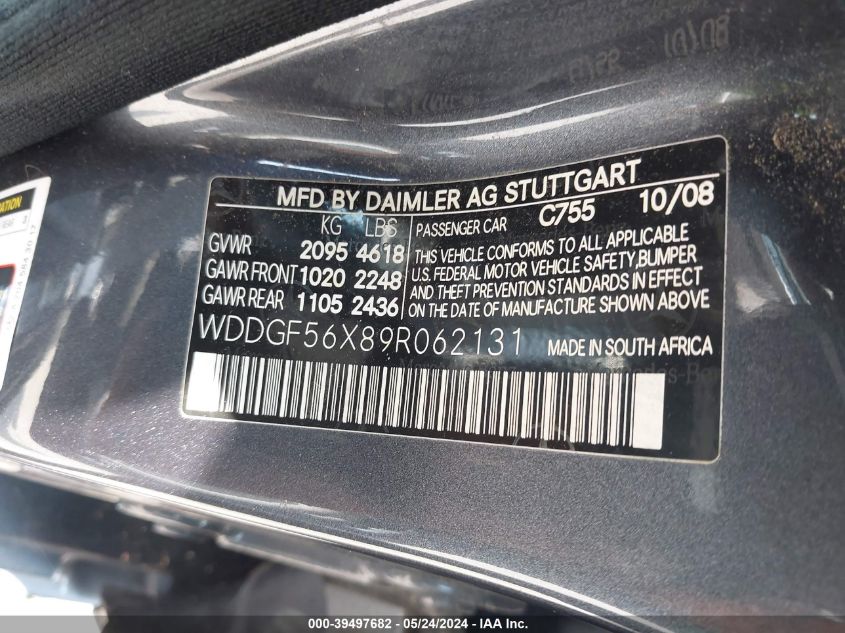 MFD BY DAIMLER AG STUTTGART
KG LBS
GVWR 2095 4618
GAWR FRONT 1020 2248
GAWR REAR 1105 2436
PASSENGER CAR C755 10/08
THIS VEHICLE CONFORMS TO ALL APPLICABLE
U.S. FEDERAL MOTOR VEHICLE SAFETY,BUMPER
AND THEFT PREVENTION STANDARDS IN EFFECT
ON THE DATE OF MANUFACTURE SHOWN ABOVE
WDDGF56X89R062131 MADE IN SOUTH AFRICA
000-39497682 - 05/24/2024 - IAA Inc.